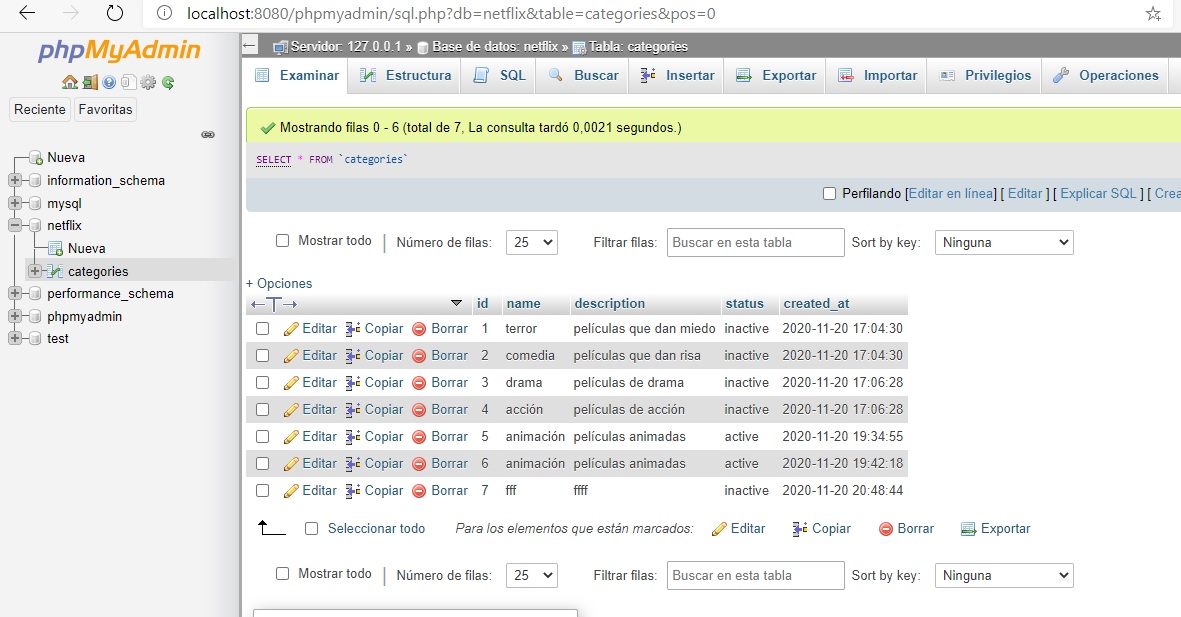 localhost:8080/phpmyadmin/sql.php?db=netflix&table=categories&pos=0
phpMyAdmin
Reciente Favoritas
Nueva
information_schema
mysql
netflix
Nueva
categories
performance_schema
phpmyadmin
test
Servidor: 127.0.0.1 » Base de datos: netflix » Tabla: categories
Examinar Estructura SQL Buscar Insertar Exportar Importar Privilegios Operaciones
Mostrando filas 0 - 6 (total de 7, La consulta tardó 0,0021 segundos.)
SELECT * FROM `categories`
Perfilando [Editar en línea] [ Editar ] [ Explicar SQL ] [ Crea
Mostrar todo | Número de filas: 25 Filtrar filas: Buscar en esta tabla Sort by key: Ninguna
+ Opciones
←T→ id name description status created_at
Editar Copiar Borrar 1 terror películas que dan miedo inactive 2020-11-20 17:04:30
Editar Copiar Borrar 2 comedia películas que dan risa inactive 2020-11-20 17:04:30
Editar Copiar Borrar 3 drama películas de drama inactive 2020-11-20 17:06:28
Editar Copiar Borrar 4 acción películas de acción inactive 2020-11-20 17:06:28
Editar Copiar Borrar 5 animación películas animadas active 2020-11-20 19:34:55
Editar Copiar Borrar 6 animación películas animadas active 2020-11-20 19:42:18
Editar Copiar Borrar 7 fff ffff inactive 2020-11-20 20:48:44
Seleccionar todo Para los elementos que están marcados: Editar Copiar Borrar Exportar
Mostrar todo | Número de filas: 25 Filtrar filas: Buscar en esta tabla Sort by key: Ninguna